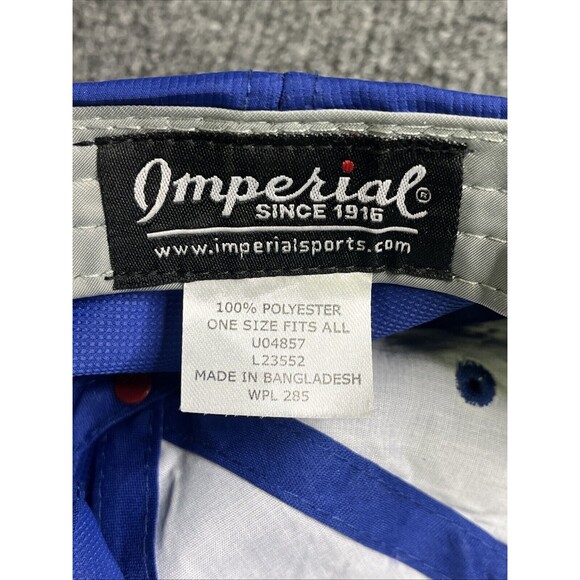 Imperial®
SINCE 1916
www.imperialsports.com
100% POLYESTER
ONE SIZE FITS ALL
U04857
L23552
MADE IN BANGLADESH
WPL 285